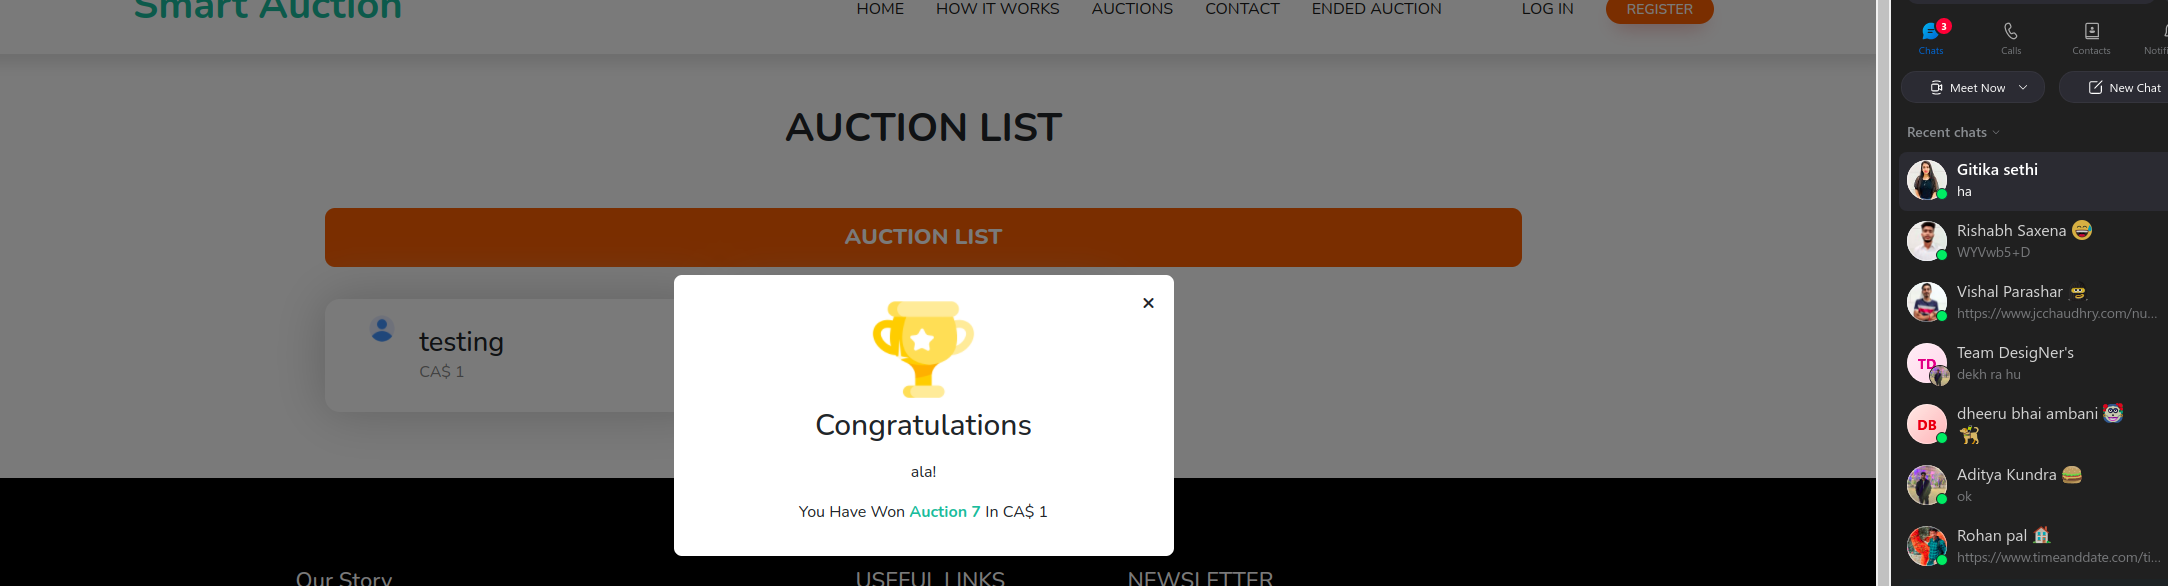 Smart Auction
HOME HOW IT WORKS AUCTIONS CONTACT ENDED AUCTION LOG IN REGISTER
AUCTION LIST
AUCTION LIST
testing
CA$ 1
Congratulations
ala!
You Have Won Auction 7 In CA$ 1
Our Story
USEFUL LINKS
NEWSLETTER
3
Chats Calls Contacts Notifi
Meet Now
New Chat
Recent chats
Gitika sethi
ha
Rishabh Saxena 😅
WYVwb5+D
Vishal Parashar
https://www.jcchaudhry.com/nu...
TD
Team DesigNer's
dekh ra hu
DB
dheeru bhai ambani
Aditya Kundra 🍔
ok
Rohan pal 🏠
https://www.timeanddate.com/ti...